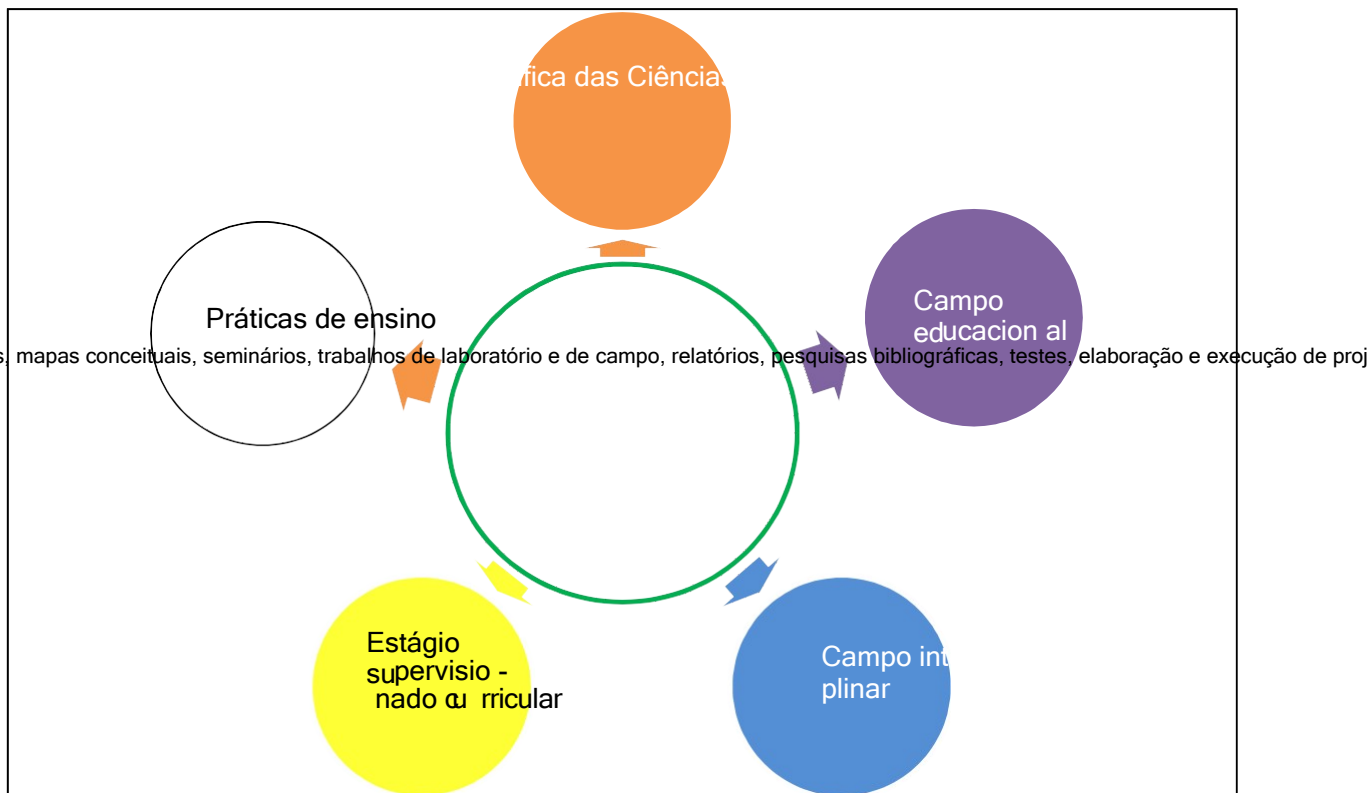 fica das Ciências
Campo
educacion al
Práticas de ensino
s, mapas conceituais, seminários, trabalhos de laboratório e de campo, relatórios, pesquisas bibliográficas, testes, elaboração e execução de proj
Estágio
supervisio -
nado cu rricular
Campo int
plinar